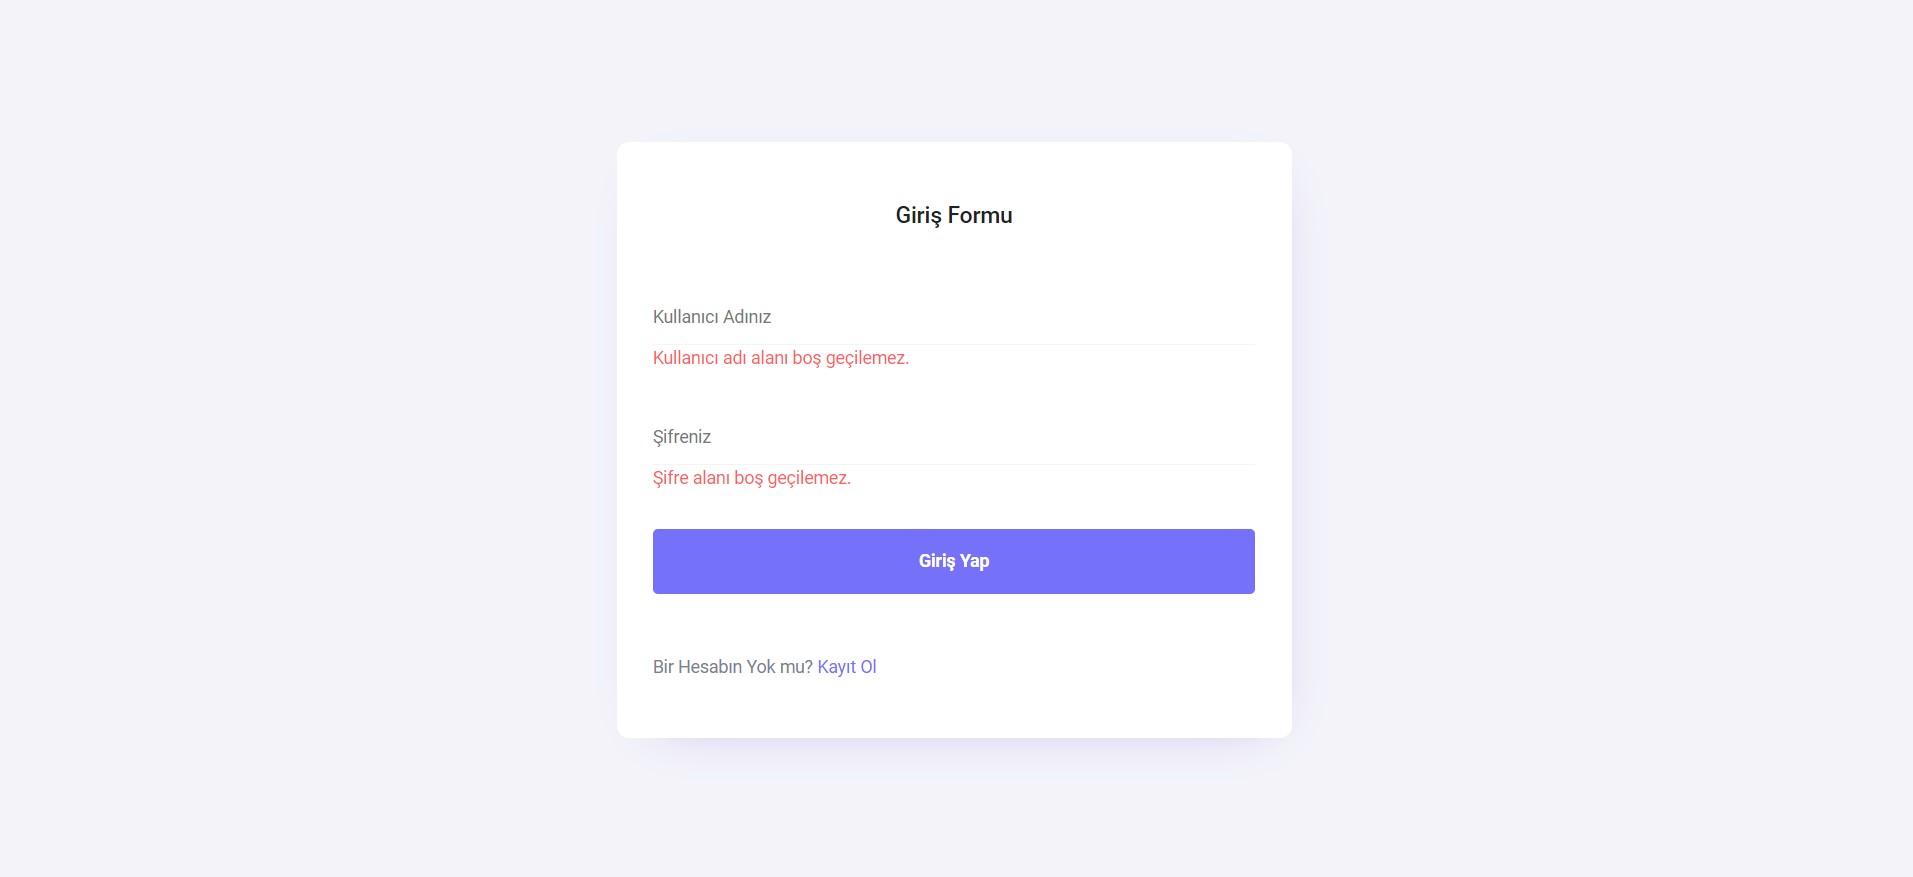 Giriş Formu
Kullanıcı Adınız
Kullanıcı adı alanı boş geçilemez.
Şifreniz
Şifre alanı boş geçilemez.
Giriş Yap
Bir Hesabın Yok mu? Kayıt Ol